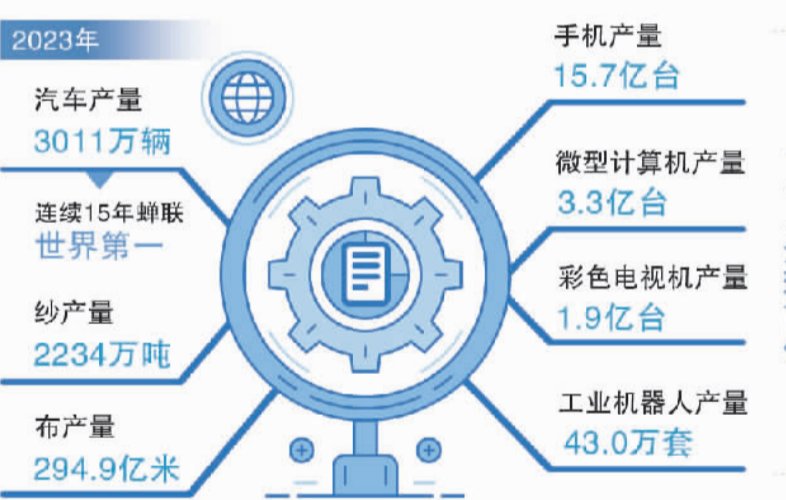 2023年
汽车产量
3011万辆
连续15年蝉联
世界第一
纱产量
2234万吨
布产量
294.9亿米
手机产量
15.7亿台
微型计算机产量
3.3亿台
彩色电视机产量
1.9亿台
工业机器人产量
43.0万套